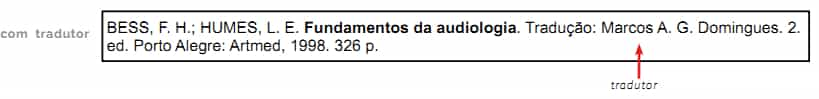 com tradutor
BESS, F. H.; HUMES, L. E. Fundamentos da audiologia. Tradução: Marcos A. G. Domingues. 2.
ed. Porto Alegre: Artmed, 1998. 326 p.
tradutor